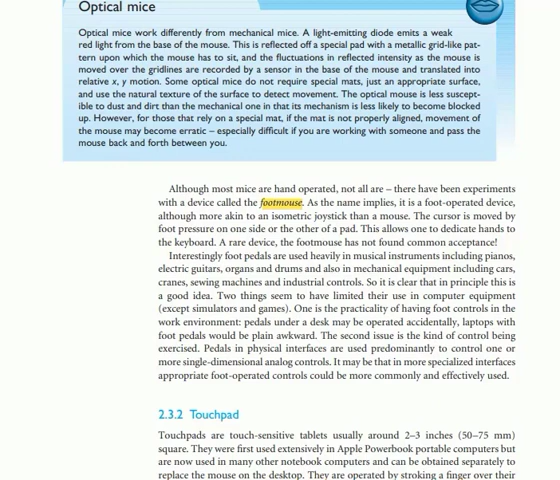 Optical mice
Optical mice work differently from mechanical mice. A light-emitting diode emits a weak
red light from the base of the mouse. This is reflected off a special pad with a metallic grid-like pat-
tern upon which the mouse has to sit, and the fluctuations in reflected intensity as the mouse is
moved over the gridlines are recorded by a sensor in the base of the mouse and translated into
relative x, y motion. Some optical mice do not require special mats, just an appropriate surface,
and use the natural texture of the surface to detect movement. The optical mouse is less suscept-
ible to dust and dirt than the mechanical one in that its mechanism is less likely to become blocked
up. However, for those that rely on a special mat, if the mat is not properly aligned, movement of
the mouse may become erratic – especially difficult if you are working with someone and pass the
mouse back and forth between you.
Although most mice are hand operated, not all are – there have been experiments
with a device called the footmouse. As the name implies, it is a foot-operated device,
although more akin to an isometric joystick than a mouse. The cursor is moved by
foot pressure on one side or the other of a pad. This allows one to dedicate hands to
the keyboard. A rare device, the footmouse has not found common acceptance!
Interestingly foot pedals are used heavily in musical instruments including pianos,
electric guitars, organs and drums and also in mechanical equipment including cars,
cranes, sewing machines and industrial controls. So it is clear that in principle this is
a good idea. Two things seem to have limited their use in computer equipment
(except simulators and games). One is the practicality of having foot controls in the
work environment: pedals under a desk may be operated accidentally, laptops with
foot pedals would be plain awkward. The second issue is the kind of control being
exercised. Pedals in physical interfaces are used predominantly to control one or
more single-dimensional analog controls. It may be that in more specialized interfaces
appropriate foot-operated controls could be more commonly and effectively used.
2.3.2 Touchpad
Touchpads are touch-sensitive tablets usually around 2–3 inches (50–75 mm)
square. They were first used extensively in Apple Powerbook portable computers but
are now used in many other notebook computers and can be obtained separately to
replace the mouse on the desktop. They are operated by stroking a finger over their